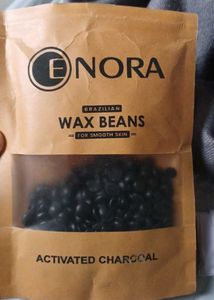 ENORA
BRAZILIAN
WAX BEANS
FOR SMOOTH SKIN
ACTIVATED CHARCOAL